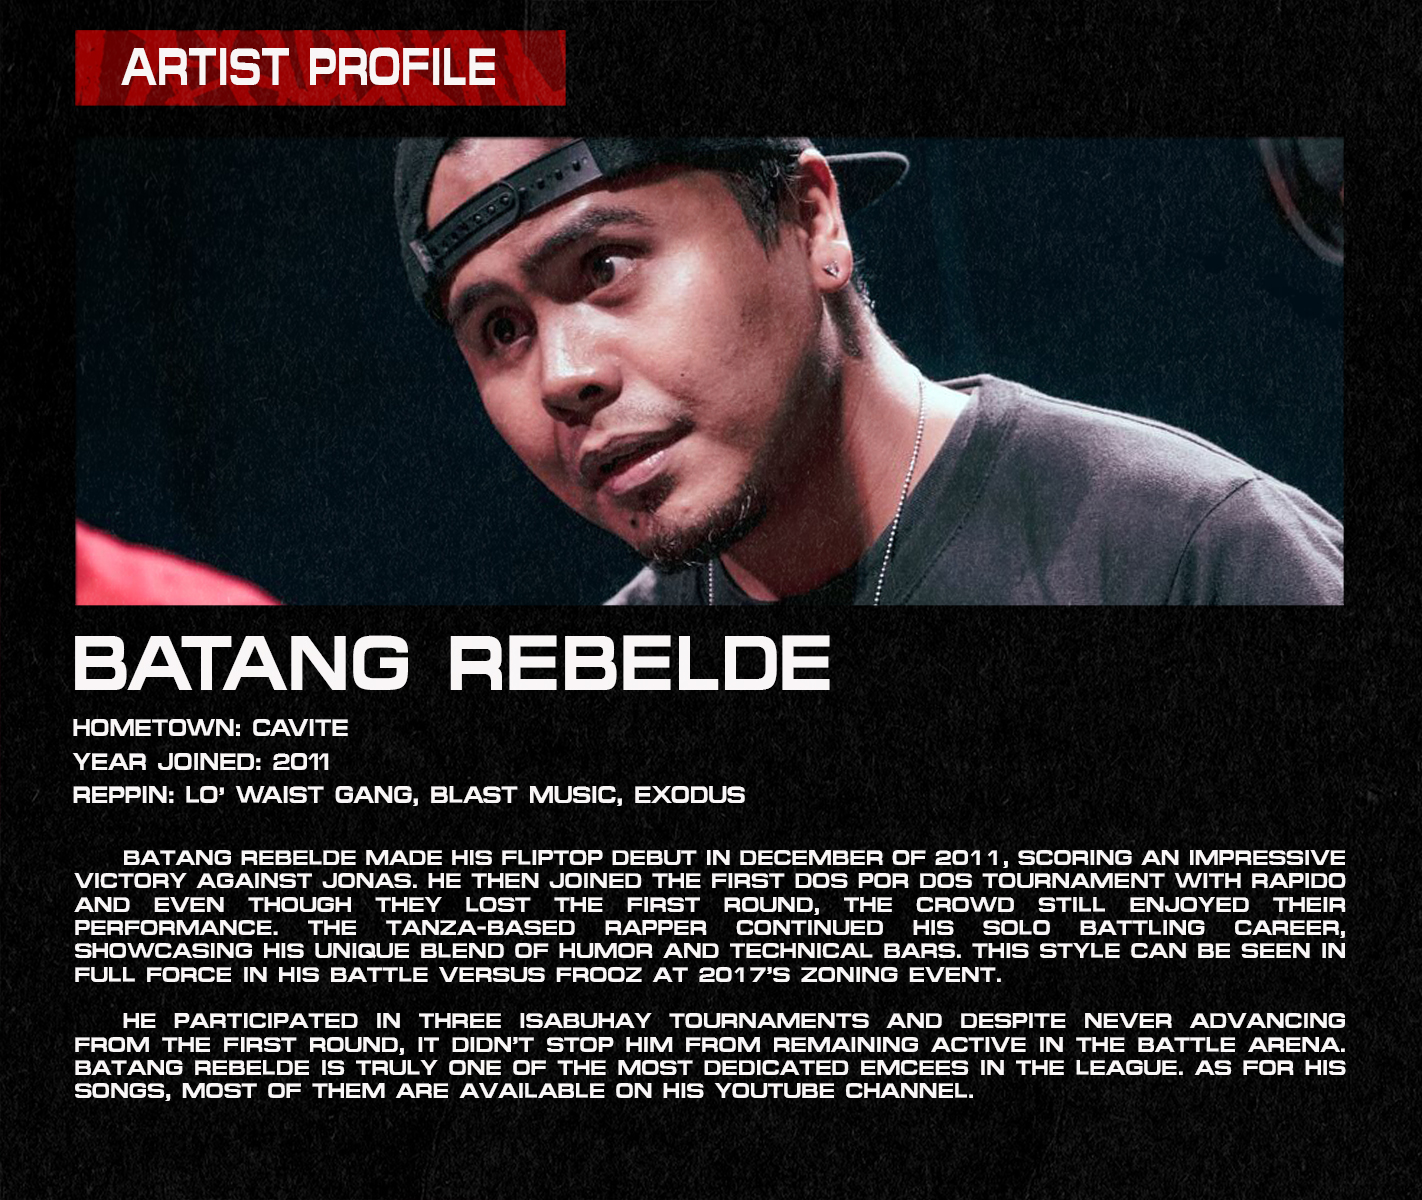 ARTIST PROFILE
BATANG REBELDE
HOMETOWN: CAVITE
YEAR JOINED: 2011
REPPIN: LO' WAIST GANG, BLAST MUSIC, EXODUS
BATANG REBELDE MADE HIS FLIPTOP DEBUT IN DECEMBER OF 2011, SCORING AN IMPRESSIVE
VICTORY AGAINST JONAS. HE THEN JOINED THE FIRST DOS POR DOS TOURNAMENT WITH RAPIDO
AND EVEN THOUGH THEY LOST THE FIRST ROUND, THE CROWD STILL ENJOYED THEIR
PERFORMANCE. THE TANZA-BASED RAPPER CONTINUED HIS SOLO BATTLING CAREER,
SHOWCASING HIS UNIQUE BLEND OF HUMOR AND TECHNICAL BARS. THIS STYLE CAN BE SEEN IN
FULL FORCE IN HIS BATTLE VERSUS FROOZ AT 2017'S ZONING EVENT.
HE PARTICIPATED IN THREE ISABUHAY TOURNAMENTS AND DESPITE NEVER ADVANCING
FROM THE FIRST ROUND, IT DIDN'T STOP HIM FROM REMAINING ACTIVE IN THE BATTLE ARENA.
BATANG REBELDE IS TRULY ONE OF THE MOST DEDICATED EMCEES IN THE LEAGUE. AS FOR HIS
SONGS, MOST OF THEM ARE AVAILABLE ON HIS YOUTUBE CHANNEL.